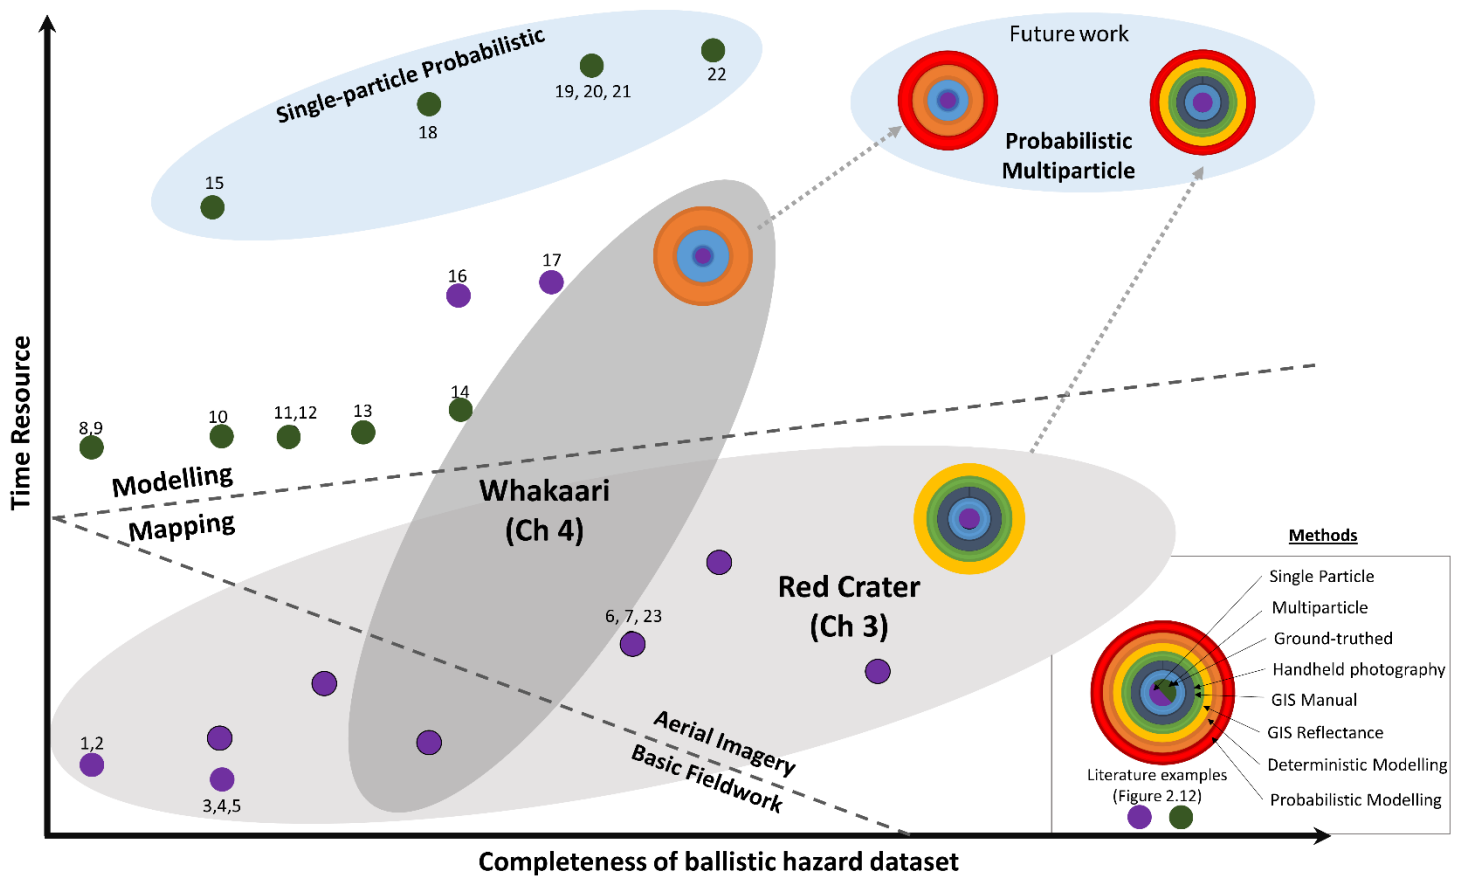 Future work
Single-particle Probabilistic
22
19, 20, 21
18
Probabilistic
Multiparticle
15
16
17
14
13
11,12
10
8,9
Time Resource
Modelling
Mapping
Whakaari
(Ch 4)
Red Crater
(Ch 3)
6, 7, 23
1,2
3,4,5
Aerial Imagery
Basic Fieldwork
Methods
Single Particle
Multiparticle
Ground-truthed
Handheld photography
GIS Manual
GIS Reflectance
Deterministic Modelling
Probabilistic Modelling
Literature examples
(Figure 2.12)
Completeness of ballistic hazard dataset